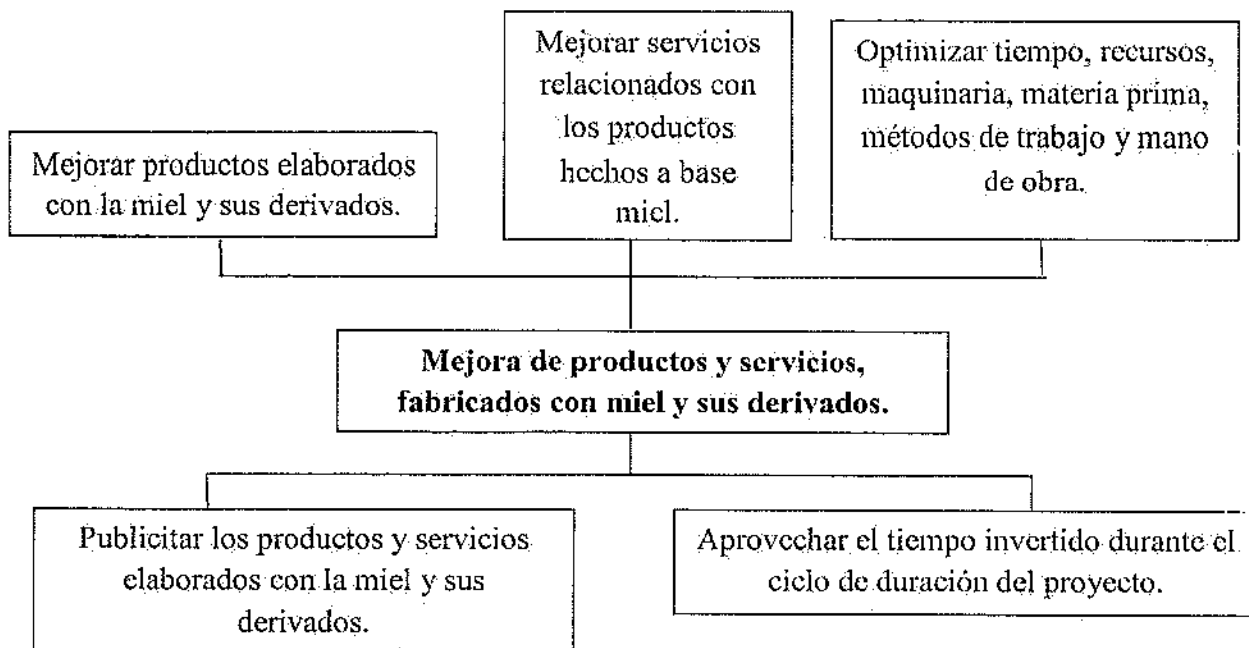 Mejorar servicios
relacionados con
los productos
hechos a base
miel.
Optimizar tiempo, recursos,
maquinaria, materia prima,
métodos de trabajo y mano
de obra.
Mejorar productos elaborados
con la miel y sus derivados.
Mejora de productos y servicios,
fabricados con miel y sus derivados.
Publicitar los productos y servicios
elaborados con la miel y sus
derivados.
Aprovechar el tiempo invertido durante el
ciclo de duración del proyecto.